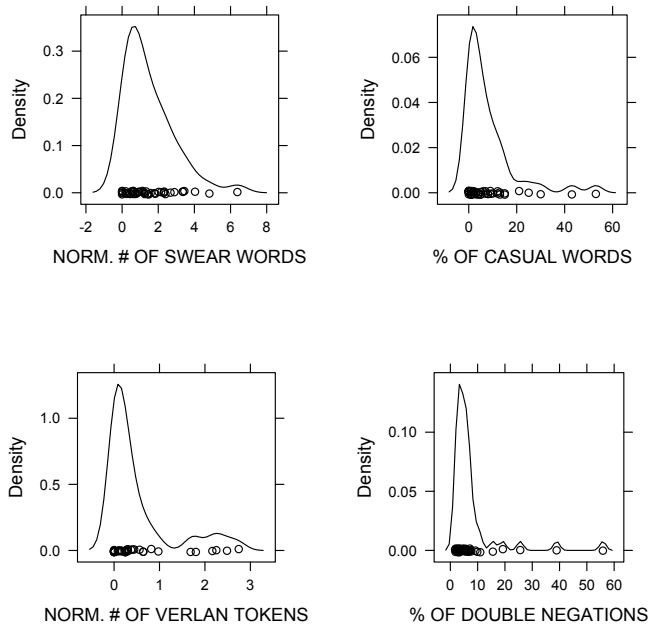 Density
0.3
0.2
0.1
0.0
-2 0 2 4 6 8
NORM. # OF SWEAR WORDS
Density
0.06
0.04
0.02
0.00
0 20 40 60
% OF CASUAL WORDS
Density
1.0
0.5
0.0
0 1 2 3
NORM. # OF VERLAN TOKENS
Density
0.10
0.05
0.00
0 10 20 30 40 50 60
% OF DOUBLE NEGATIONS